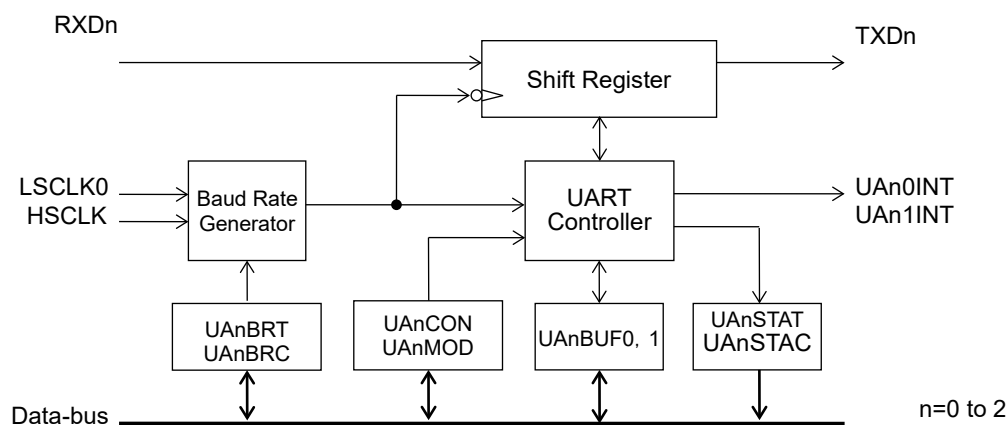 RXDn
TXDn
Shift Register
LSCLK0
HSCLK
Baud Rate
Generator
UART
Controller
UAn0INT
UAn1INT
UAnBRT
UAnBRC
UAnCON
UAnMOD
UAnBUF0, 1
UAnSTAT
UAnSTAC
Data-bus
n=0 to 2